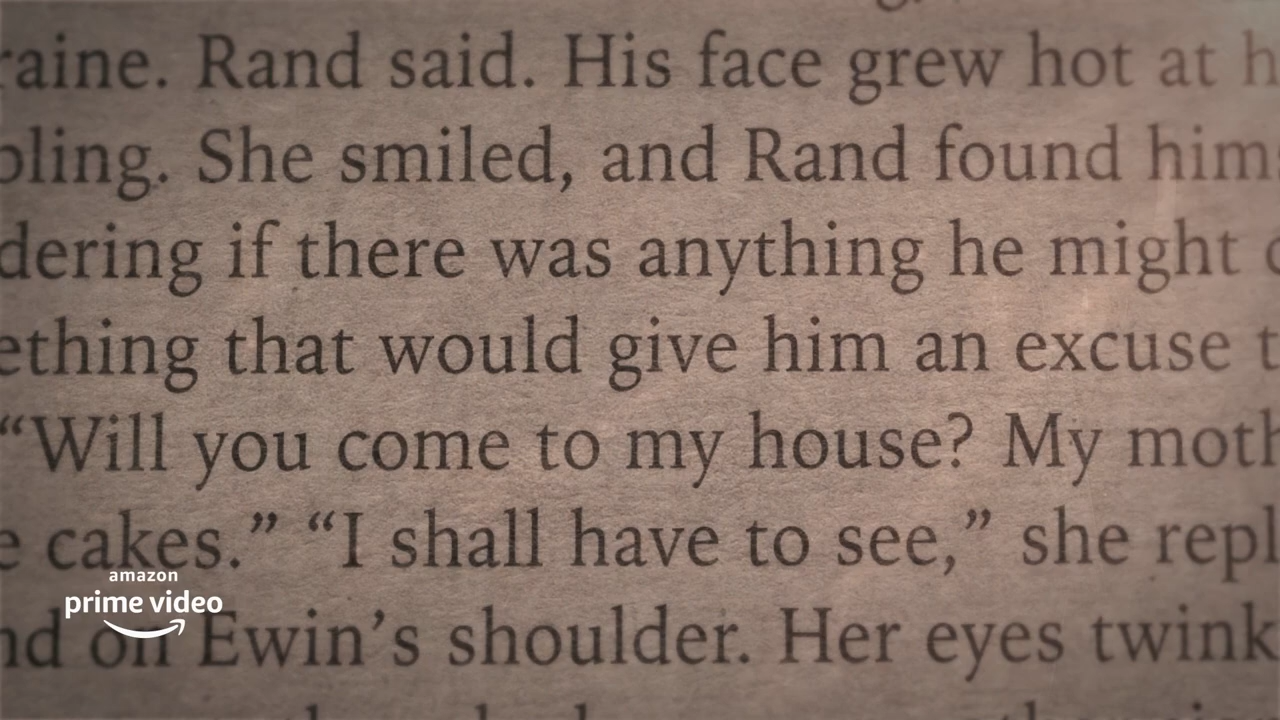 raine. Rand said. His face grew hot at h
bling. She smiled, and Rand found hims
dering if there was anything he might d
ething that would give him an excuse t
“Will you come to my house? My moth
e cakes.” “I shall have to see,” she repl
nd on Ewin’s shoulder. Her eyes twink
amazon
prime video